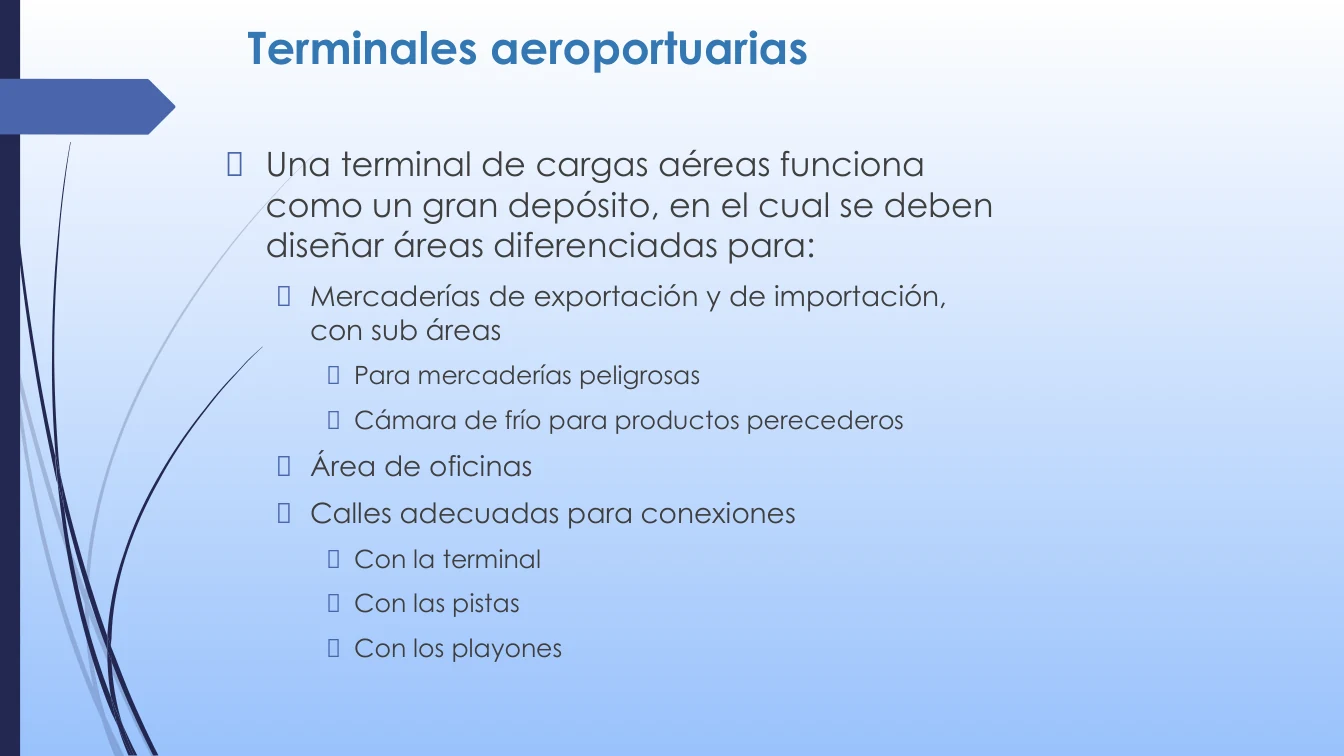 Terminales aeroportuarias
Una terminal de cargas aéreas funciona
como un gran depósito, en el cual se deben
diseñar áreas diferenciadas para:
Mercaderías de exportación y de importación,
con sub áreas
Para mercaderías peligrosas
Cámara de frío para productos perecederos
Área de oficinas
Calles adecuadas para conexiones
Con la terminal
Con las pistas
Con los playones